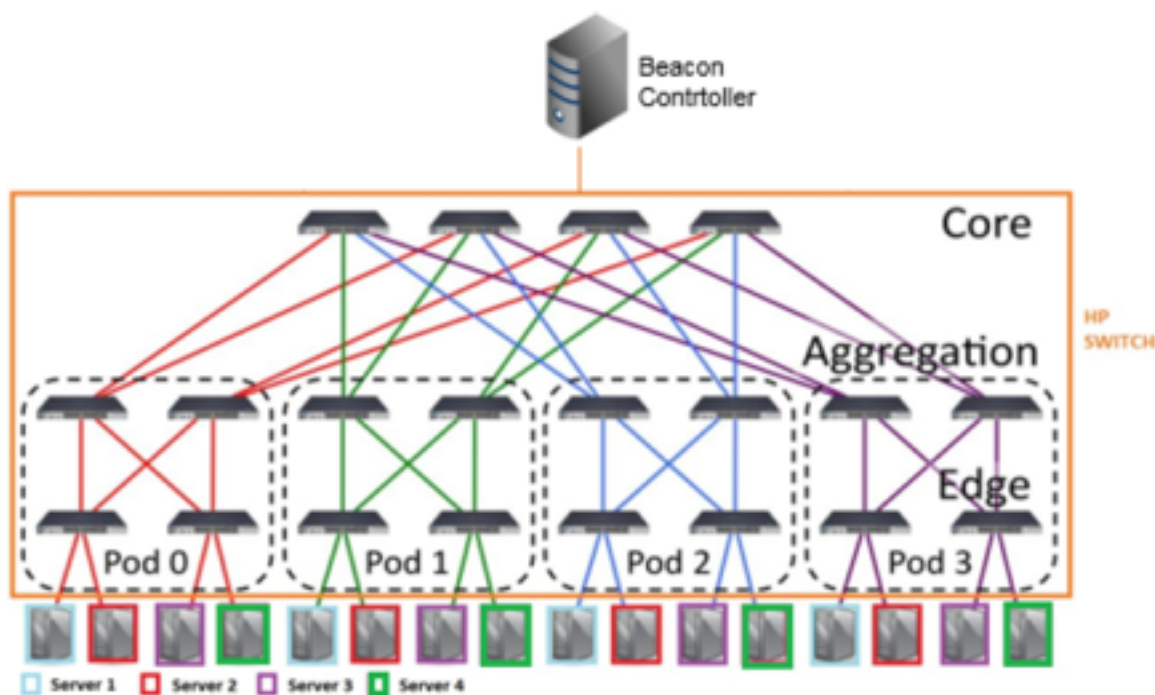 Beacon
Contrtoller
Core
HP
SWITCH
Aggregation
Edge
Pod 0
Pod 1
Pod 2
Pod 3
Server 1
Server 2
Server 3
Server 4